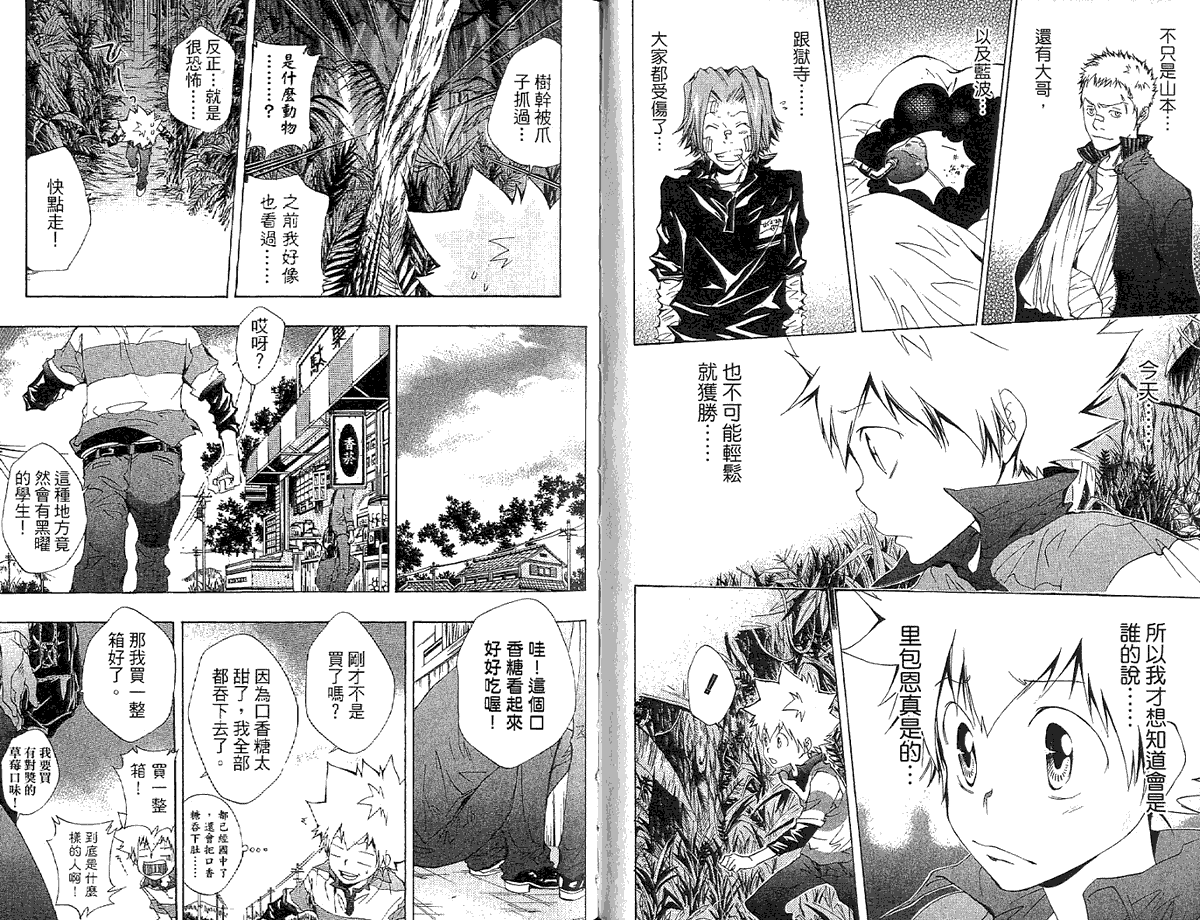 不只是山本…
還有大哥，
以及藍波…
跟獄寺，
大家都受傷了…
今天……
也不可能輕鬆
就獲勝……
所以我才想知道會是
誰的說……
里包恩真是的…
！
樹幹被爪
子抓過…
是什麼動物
………？
之前我好像
也看過……
反正…就是
很恐怖……
快點走！
駄菓
香菸
哎呀？
這種地方竟
然會有黑曜
的學生！
哇！這個口
香糖看起來
好好吃喔！
剛才不是
買了嗎？
因為口香糖太
甜了，我全部
都吞下去了。
都已經國中了
，還會把口香
糖吞下肚……
那我買一整
箱好了。
買一整
箱！
我要買
有對獎的
草莓口味！
到底是什麼
樣的人啊！